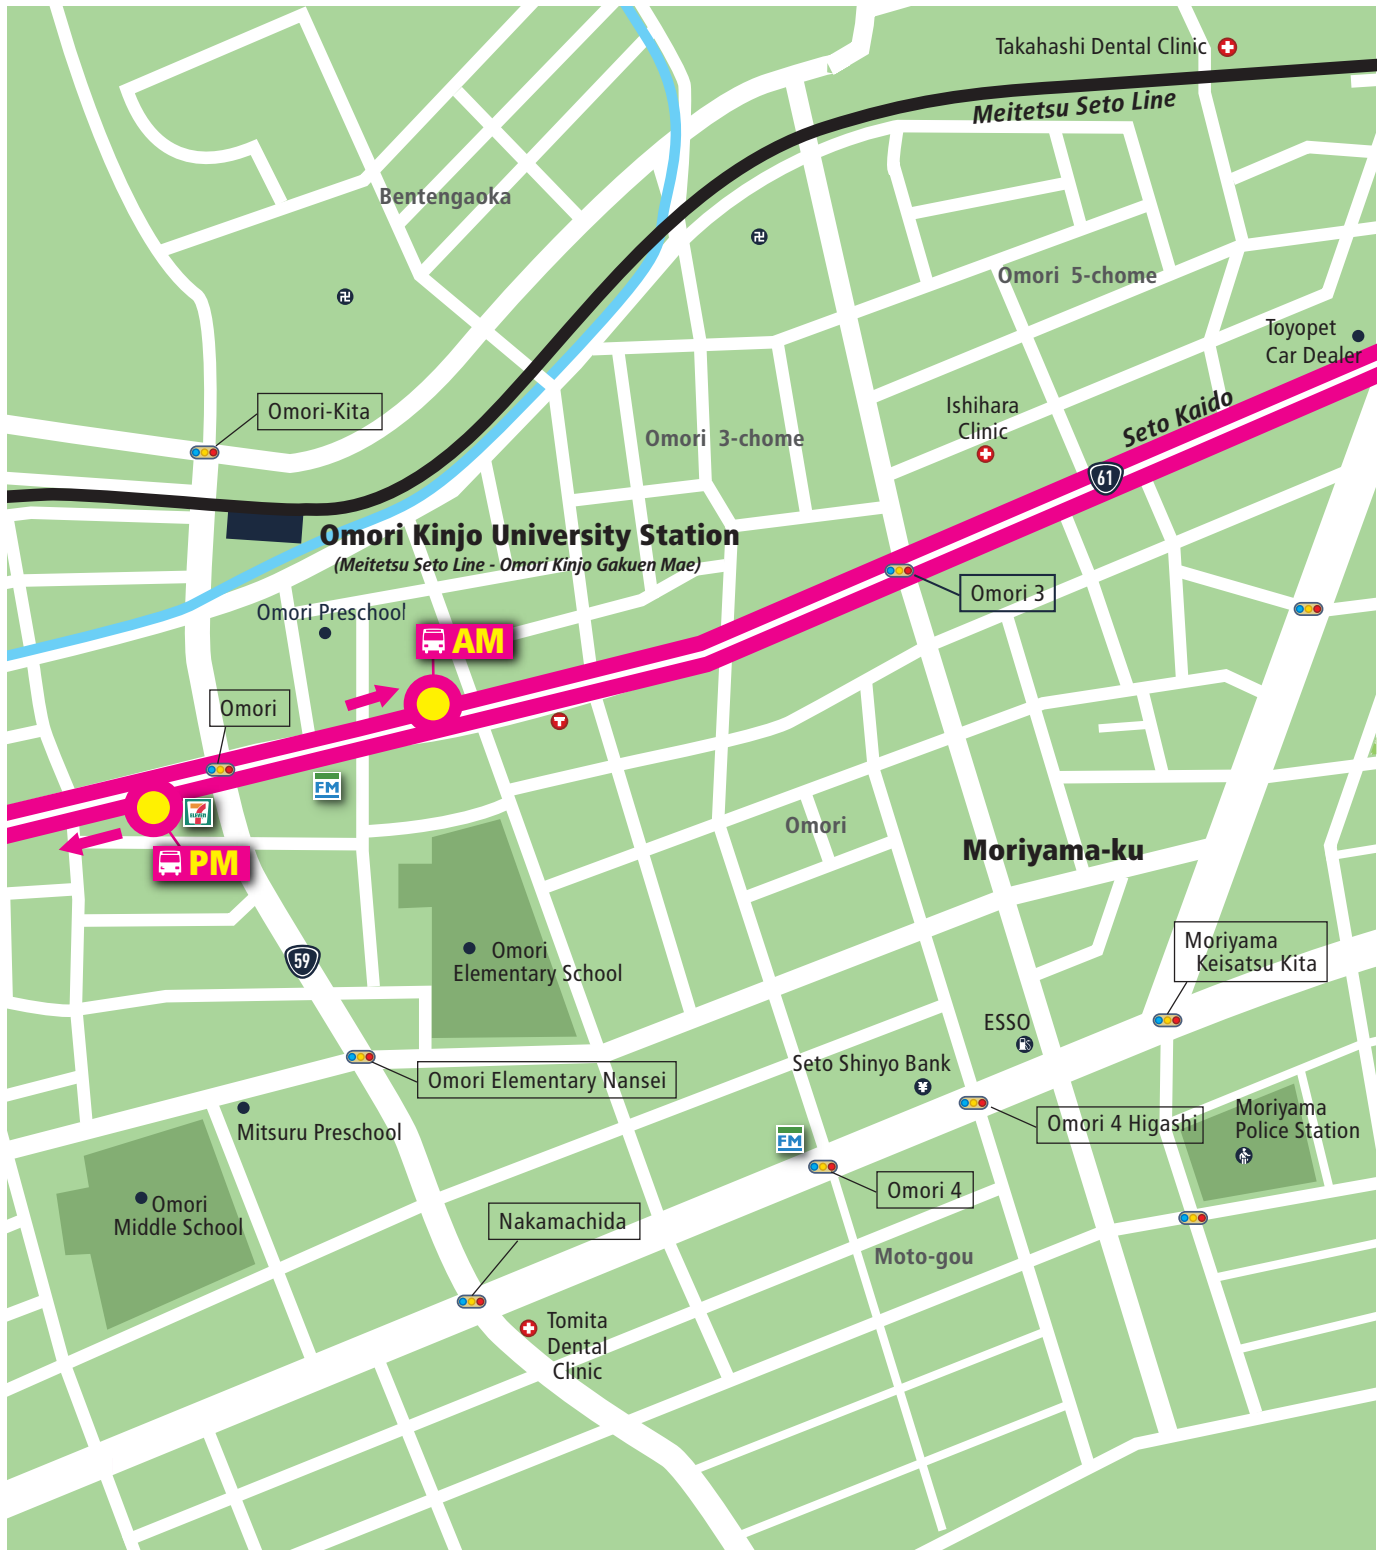 Takahashi Dental Clinic
Meitetsu Seto Line
Bentengaoka
卍
卍
Omori 5-chome
Toyopet
Car Dealer
Omori-Kita
Seto Kaido
Ishihara
Clinic
Omori 3-chome
61
Omori Kinjo University Station
(Meitetsu Seto Line - Omori Kinjo Gakuen Mae)
Omori 3
Omori Preschool
AM
Omori
FM
7
ELEVEN
PM
Omori
Moriyama-ku
Omori
Elementary School
59
Moriyama
Keisatsu Kita
ESSO
Seto Shinyo Bank
¥
Omori Elementary Nansei
Omori 4 Higashi
Moriyama
Police Station
Mitsuru Preschool
FM
Omori 4
Omori
Middle School
Nakamachida
Moto-gou
Tomita
Dental
Clinic